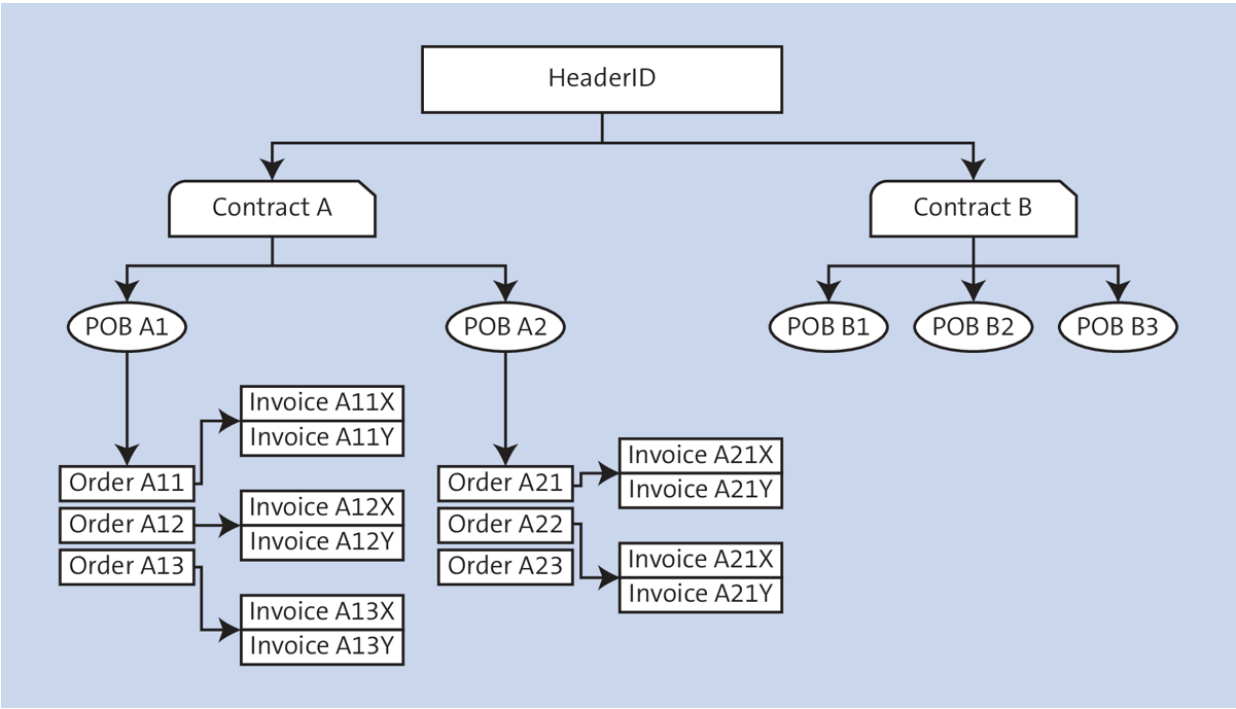 HeaderID
Contract A
Contract B
POB A1
POB A2
POB B1
POB B2
POB B3
Invoice A11X
Invoice A11Y
Order A11
Order A12
Order A13
Invoice A12X
Invoice A12Y
Invoice A13X
Invoice A13Y
Order A21
Order A22
Order A23
Invoice A21X
Invoice A21Y
Invoice A21X
Invoice A21Y